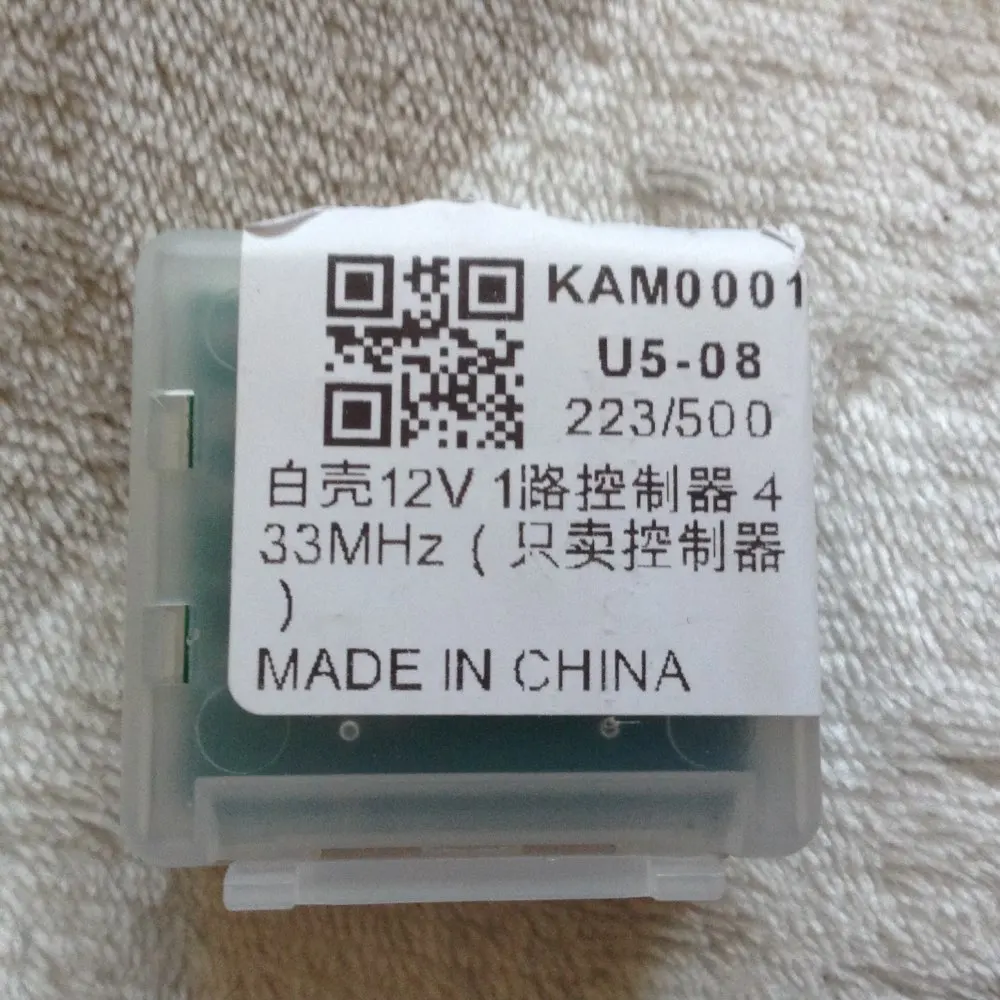 KAM0001
U5-08
223/500
白壳12V 1路控制器 4
33MHz（只卖控制器
）
MADE IN CHINA